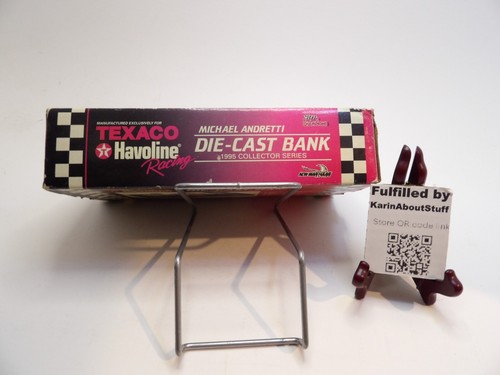 MANUFACTURED EXCLUSIVELY FOR
TEXACO
Havoline®
Racing
MICHAEL ANDRETTI
DIE-CAST BANK
1995 COLLECTOR SERIES
Fulfilled by
KarinAboutStuff
Store QR code link